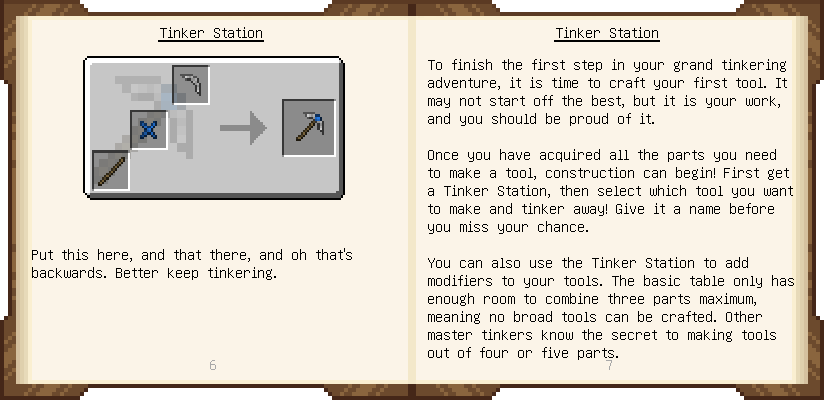 Tinker Station
Put this here, and that there, and oh that's
backwards. Better keep tinkering.
6
Tinker Station
To finish the first step in your grand tinkering
adventure, it is time to craft your first tool. It
may not start off the best, but it is your work,
and you should be proud of it.
Once you have acquired all the parts you need
to make a tool, construction can begin! First get
a Tinker Station, then select which tool you want
to make and tinker away! Give it a name before
you miss your chance.
You can also use the Tinker Station to add
modifiers to your tools. The basic table only has
enough room to combine three parts maximum,
meaning no broad tools can be crafted. Other
master tinkers know the secret to making tools
out of four or five parts.
7